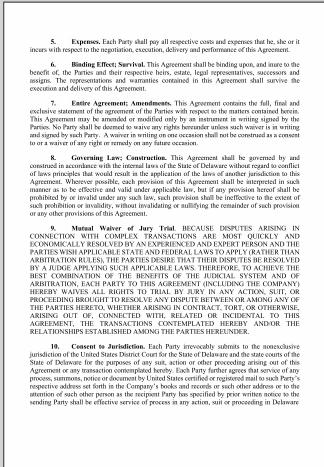 5. Expenses. Each Party shall pay all respective costs and expenses that he, she or it
incurs with respect to the negotiation, execution, delivery and performance of this Agreement.
6. Binding Effect; Survival. This Agreement shall be binding upon, and inure to the
benefit of, the Parties and their respective heirs, estate, legal representatives, successors and
assigns. The representations and warranties contained in this Agreement shall survive the
execution and delivery of this Agreement.
7. Entire Agreement; Amendments. This Agreement contains the full, final and
exclusive statement of the agreement of the Parties with respect to the matters contained herein.
This Agreement may be amended or modified only by an instrument in writing signed by the
Parties. No Party shall be deemed to waive any rights hereunder unless such waiver is in writing
and signed by such Party. A waiver in writing on one occasion shall not be construed as a consent
to or a waiver of any right or remedy on any future occasion.
8. Governing Law; Construction. This Agreement shall be governed by and
construed in accordance with the internal laws of the State of Delaware without regard to conflict
of laws principles that would result in the application of the laws of another jurisdiction to this
Agreement. Wherever possible, each provision of this Agreement shall be interpreted in such
manner as to be effective and valid under applicable law, but if any provision hereof shall be
prohibited by or invalid under any such law, such provision shall be ineffective to the extent of
such prohibition or invalidity, without invalidating or nullifying the remainder of such provision
or any other provisions of this Agreement.
9. Mutual Waiver of Jury Trial. BECAUSE DISPUTES ARISING IN
CONNECTION WITH COMPLEX TRANSACTIONS ARE MOST QUICKLY AND
ECONOMICALLY RESOLVED BY AN EXPERIENCED AND EXPERT PERSON AND THE
PARTIES WISH APPLICABLE STATE AND FEDERAL LAWS TO APPLY (RATHER THAN
ARBITRATION RULES), THE PARTIES DESIRE THAT THEIR DISPUTES BE RESOLVED
BY A JUDGE APPLYING SUCH APPLICABLE LAWS. THEREFORE, TO ACHIEVE THE
BEST COMBINATION OF THE BENEFITS OF THE JUDICIAL SYSTEM AND OF
ARBITRATION, EACH PARTY TO THIS AGREEMENT (INCLUDING THE COMPANY)
HEREBY WAIVES ALL RIGHTS TO TRIAL BY JURY IN ANY ACTION, SUIT, OR
PROCEEDING BROUGHT TO RESOLVE ANY DISPUTE BETWEEN OR AMONG ANY OF
THE PARTIES HERETO, WHETHER ARISING IN CONTRACT, TORT, OR OTHERWISE,
ARISING OUT OF, CONNECTED WITH, RELATED OR INCIDENTAL TO THIS
AGREEMENT, THE TRANSACTIONS CONTEMPLATED HEREBY AND/OR THE
RELATIONSHIPS ESTABLISHED AMONG THE PARTIES HEREUNDER.
10. Consent to Jurisdiction. Each Party irrevocably submits to the nonexclusive
jurisdiction of the United States District Court for the State of Delaware and the state courts of the
State of Delaware for the purposes of any suit, action or other proceeding arising out of this
Agreement or any transaction contemplated hereby. Each Party further agrees that service of any
process, summons, notice or document by United States certified or registered mail to such Party's
respective address set forth in the Company's books and records or such other address or to the
attention of such other person as the recipient Party has specified by prior written notice to the
sending Party shall be effective service of process in any action, suit or proceeding in Delaware